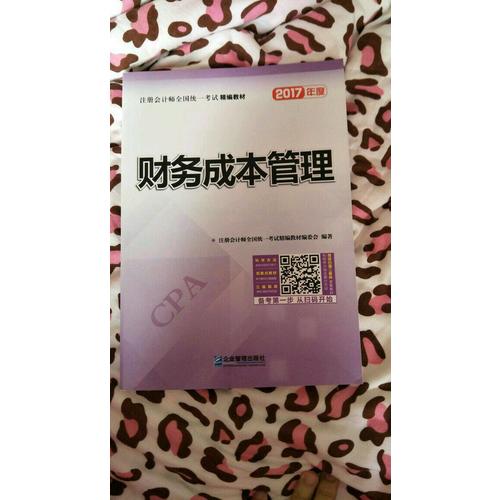 注册会计师全国统一考试 精编教材
2017年度
财务成本管理
注册会计师全国统一考试精编教材编委会 编著
CPA
备考第一步 从扫码开始
企业管理出版社